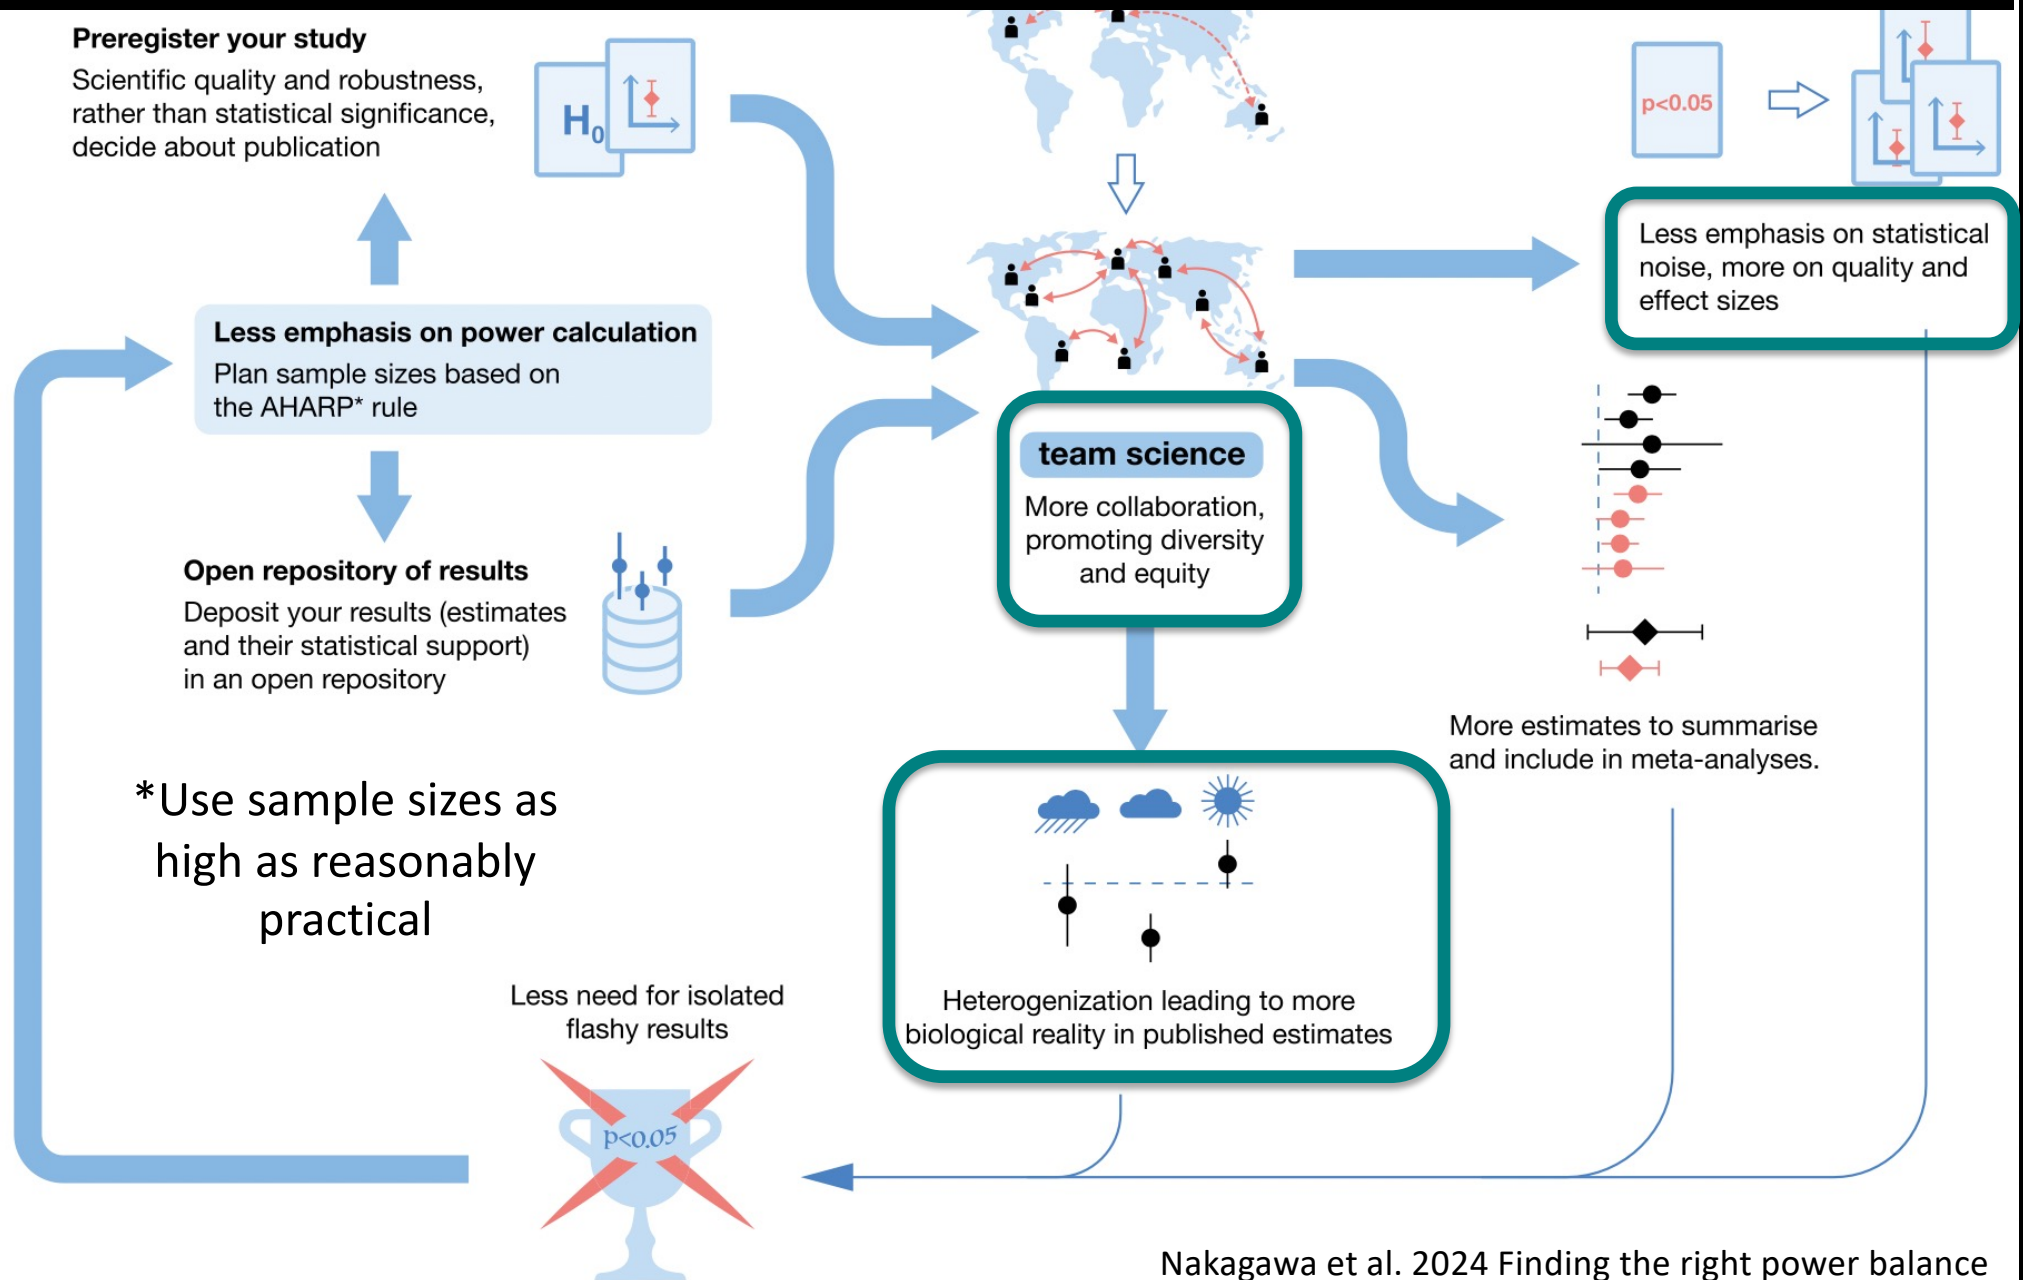 Preregister your study
Scientific quality and robustness,
rather than statistical significance,
decide about publication
H0
p<0.05
Less emphasis on statistical
noise, more on quality and
effect sizes
Less emphasis on power calculation
Plan sample sizes based on
the AHARP* rule
team science
More collaboration,
promoting diversity
and equity
Open repository of results
Deposit your results (estimates
and their statistical support)
in an open repository
More estimates to summarise
and include in meta-analyses.
*Use sample sizes as
high as reasonably
practical
Heterogenization leading to more
biological reality in published estimates
Less need for isolated
flashy results
p<0.05
Nakagawa et al. 2024 Finding the right power balance